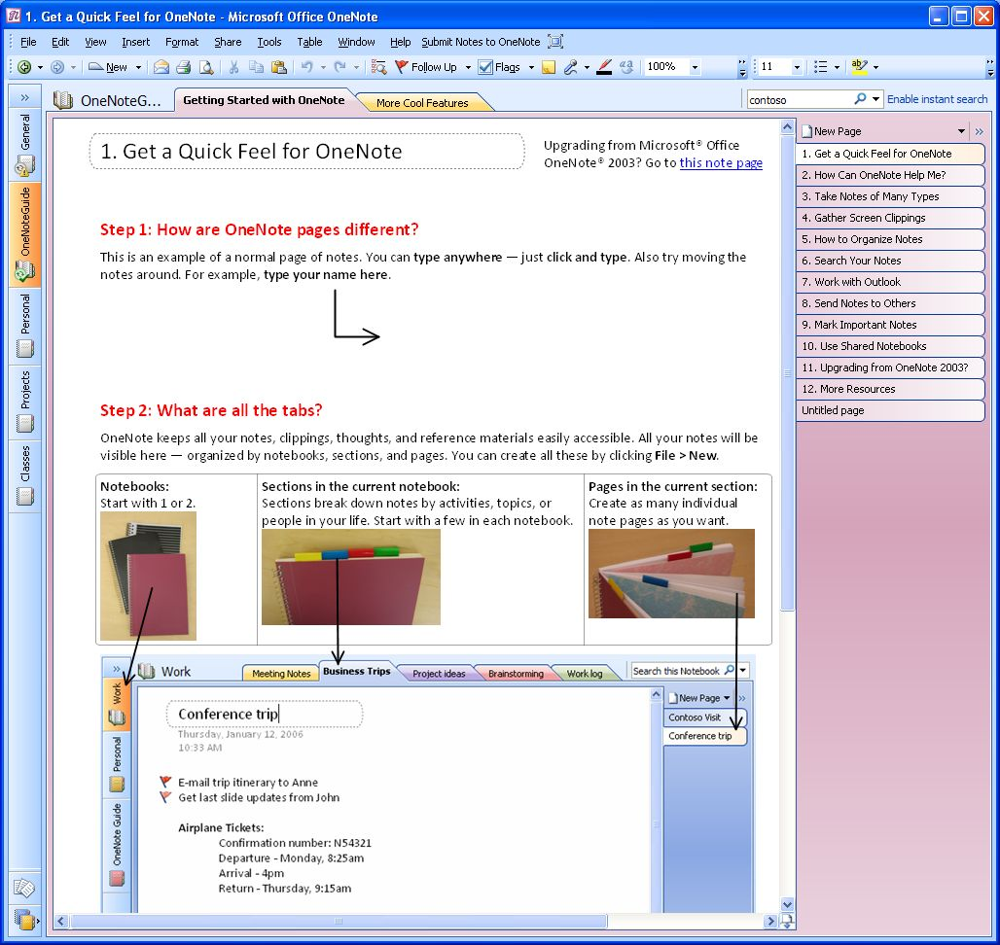 1. Get a Quick Feel for OneNote - Microsoft Office OneNote
File Edit View Insert Format Share Tools Table Window Help Submit Notes to OneNote
New Follow Up Flags 100% 11 ab
OneNoteG... Getting Started with OneNote More Cool Features contoso Enable instant search
General
OneNoteGuide
Personal
Projects
Classes
1. Get a Quick Feel for OneNote
Upgrading from Microsoft® Office
OneNote® 2003? Go to this note page
Step 1: How are OneNote pages different?
This is an example of a normal page of notes. You can type anywhere — just click and type. Also try moving the
notes around. For example, type your name here.
Step 2: What are all the tabs?
OneNote keeps all your notes, clippings, thoughts, and reference materials easily accessible. All your notes will be
visible here — organized by notebooks, sections, and pages. You can create all these by clicking File > New.
Notebooks:
Start with 1 or 2.
Sections in the current notebook:
Sections break down notes by activities, topics, or
people in your life. Start with a few in each notebook.
Pages in the current section:
Create as many individual
note pages as you want.
Work Meeting Notes Business Trips Project ideas Brainstorming Work log Search this Notebook
Work
Personal
OneNote Guide
Conference trip
Thursday, January 12, 2006
10:33 AM
E-mail trip itinerary to Anne
Get last slide updates from John
Airplane Tickets:
Confirmation number: N54321
Departure - Monday, 8:25am
Arrival - 4pm
Return - Thursday, 9:15am
New Page
Contoso Visit
Conference trip
New Page
1. Get a Quick Feel for OneNote
2. How Can OneNote Help Me?
3. Take Notes of Many Types
4. Gather Screen Clippings
5. How to Organize Notes
6. Search Your Notes
7. Work with Outlook
8. Send Notes to Others
9. Mark Important Notes
10. Use Shared Notebooks
11. Upgrading from OneNote 2003?
12. More Resources
Untitled page